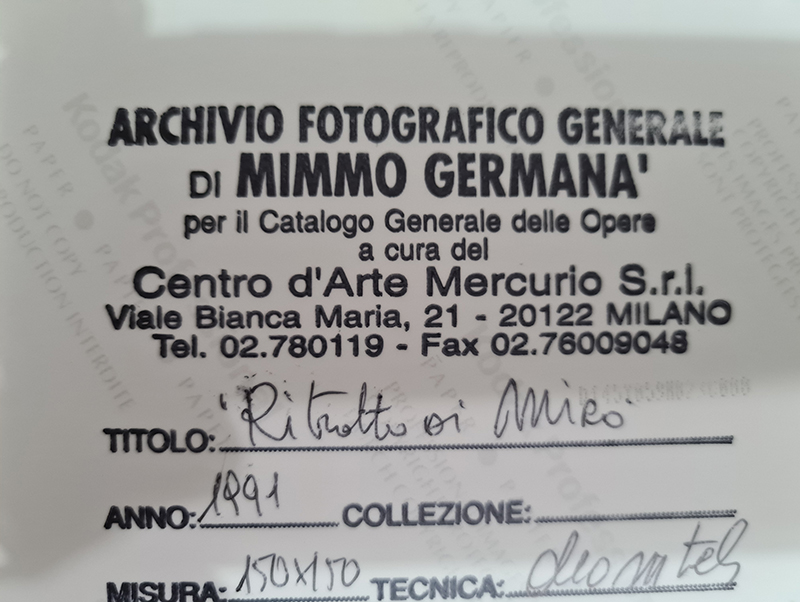 ARCHIVIO FOTOGRAFICO GENERALE
DI MIMMO GERMANA'
per il Catalogo Generale delle Opere
a cura del
Centro d'Arte Mercurio S.r.l.
Viale Bianca Maria, 21 - 20122 MILANO
Tel. 02.780119 - Fax 02.76009048
TITOLO: "Ritratto di Mirò"
ANNO: 1991 COLLEZIONE:
MISURA: 150x150 TECNICA: olio su tela